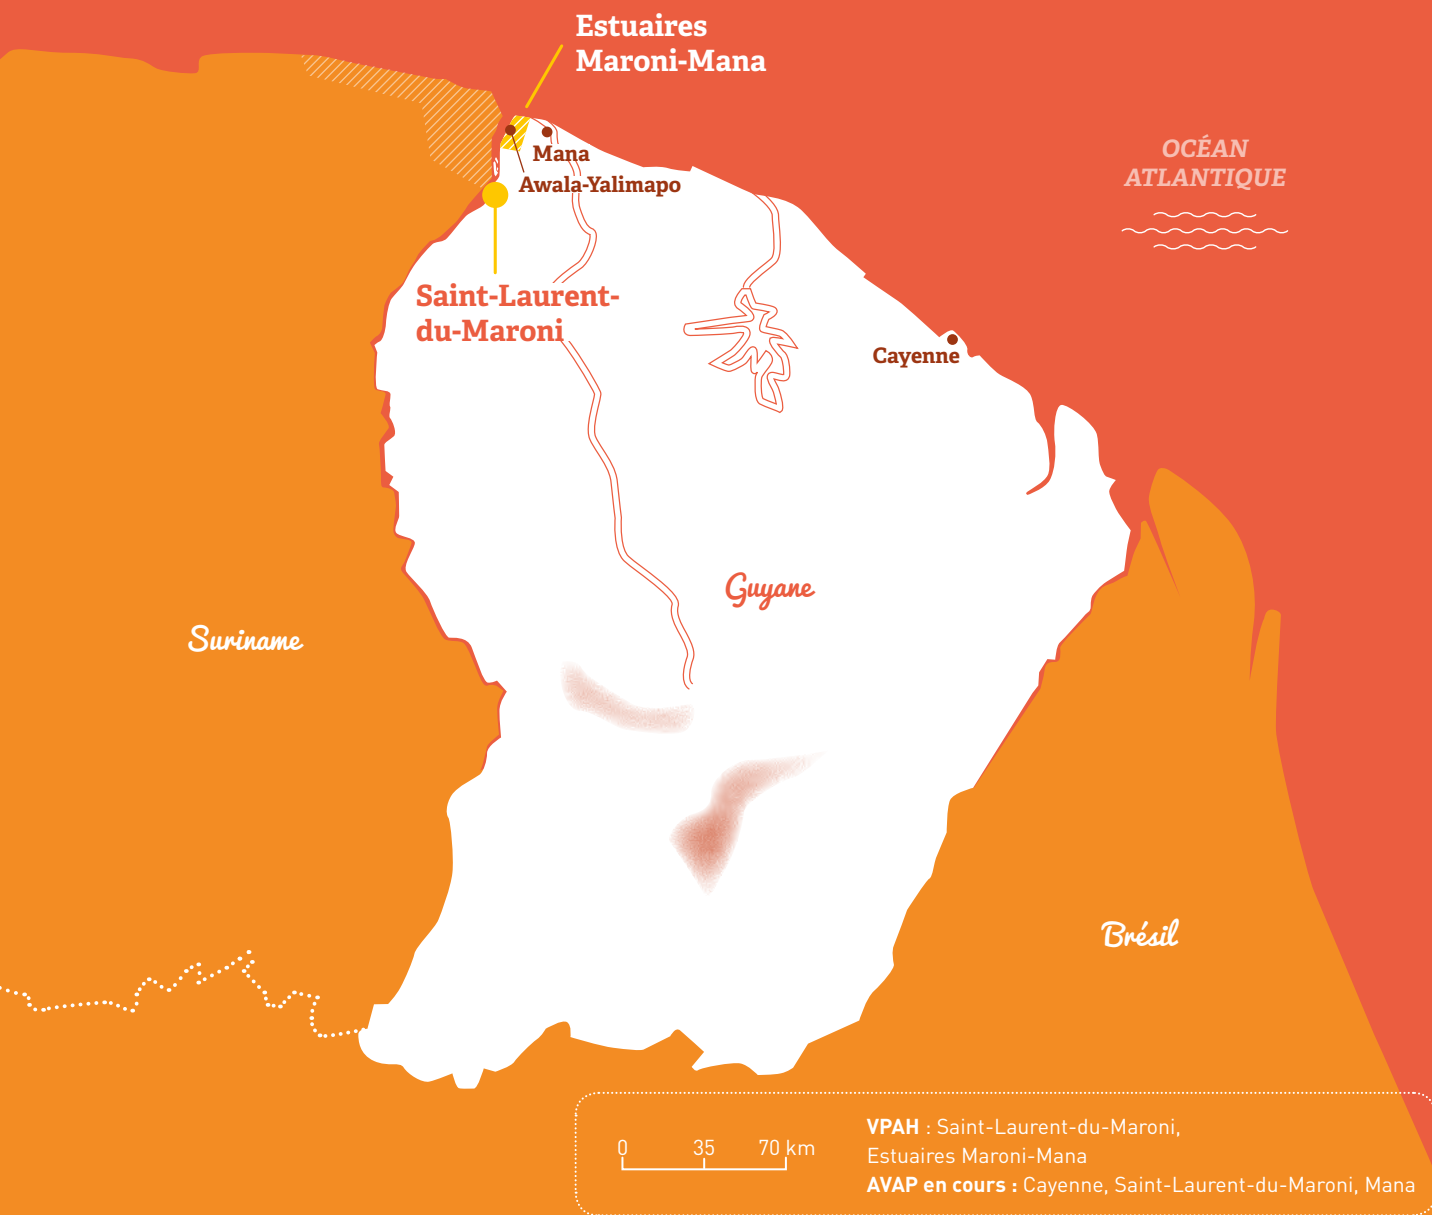 Estuaires
Maroni-Mana
OCÉAN
ATLANTIQUE
Mana
Awala-Yalimapo
Saint-Laurent-
du-Maroni
Cayenne
Guyane
Suriname
Brésil
0 35 70 km
VPAH : Saint-Laurent-du-Maroni,
Estuaires Maroni-Mana
AVAP en cours : Cayenne, Saint-Laurent-du-Maroni, Mana